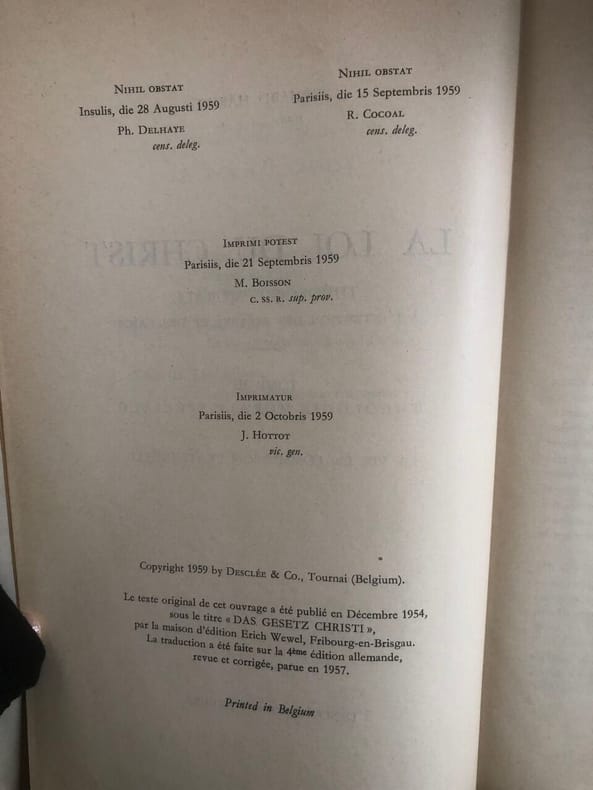 NIHIL OBSTAT
Insulis, die 28 Augusti 1959
Ph. DELHAYE
cens. deleg.
NIHIL OBSTAT
Parisiis, die 15 Septembris 1959
R. COCOAL
cens. deleg.
IMPRIMI POTEST
Parisiis, die 21 Septembris 1959
M. BOISSON
C. SS. R. sup. prov.
IMPRIMATUR
Parisiis, die 2 Octobris 1959
J. HOTTOT
vic. gen.
Copyright 1959 by DESCLÉE & Co., Tournai (Belgium).
Le texte original de cet ouvrage a été publié en Décembre 1954,
sous le titre « DAS GESETZ CHRISTI »,
par la maison d'édition Erich Wewel, Fribourg-en-Brisgau.
La traduction a été faite sur la 4ème édition allemande,
revue et corrigée, parue en 1957.
Printed in Belgium